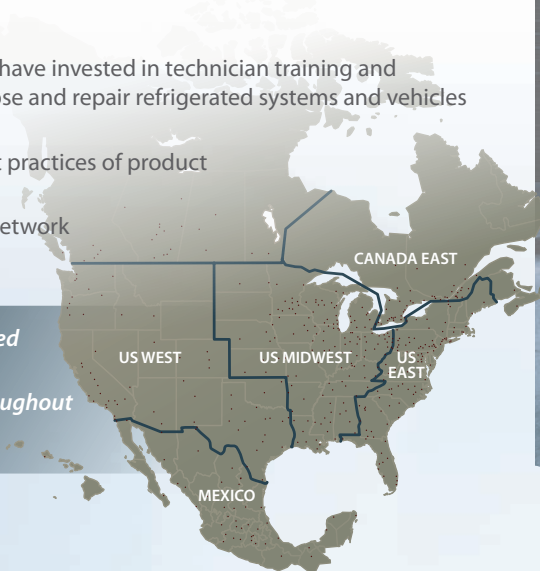 have invested in technician training and
ose and repair refrigerated systems and vehicles
t practices of product
etwork
CANADA EAST
ed
US WEST
US MIDWEST
US
EAST
ughout
MEXICO